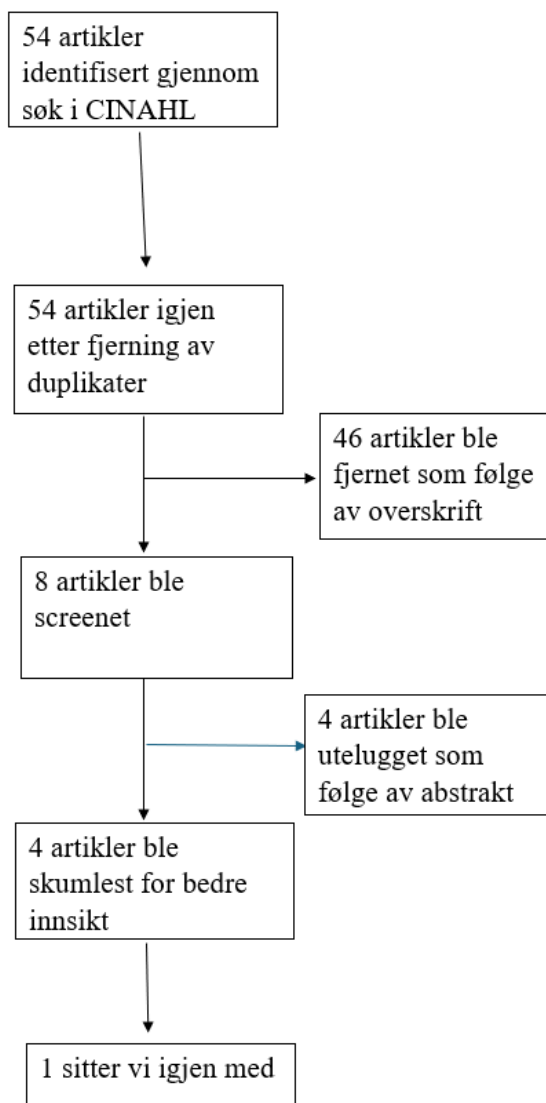 54 artikler
identifisert gjennom
søk i CINAHL
54 artikler igjen
etter fjerning av
duplikater
46 artikler ble
fjernet som følge
av overskrift
8 artikler ble
screenet
4 artikler ble
utelugget som
følge av abstrakt
4 artikler ble
skumlest for bedre
innsikt
1 sitter vi igjen med